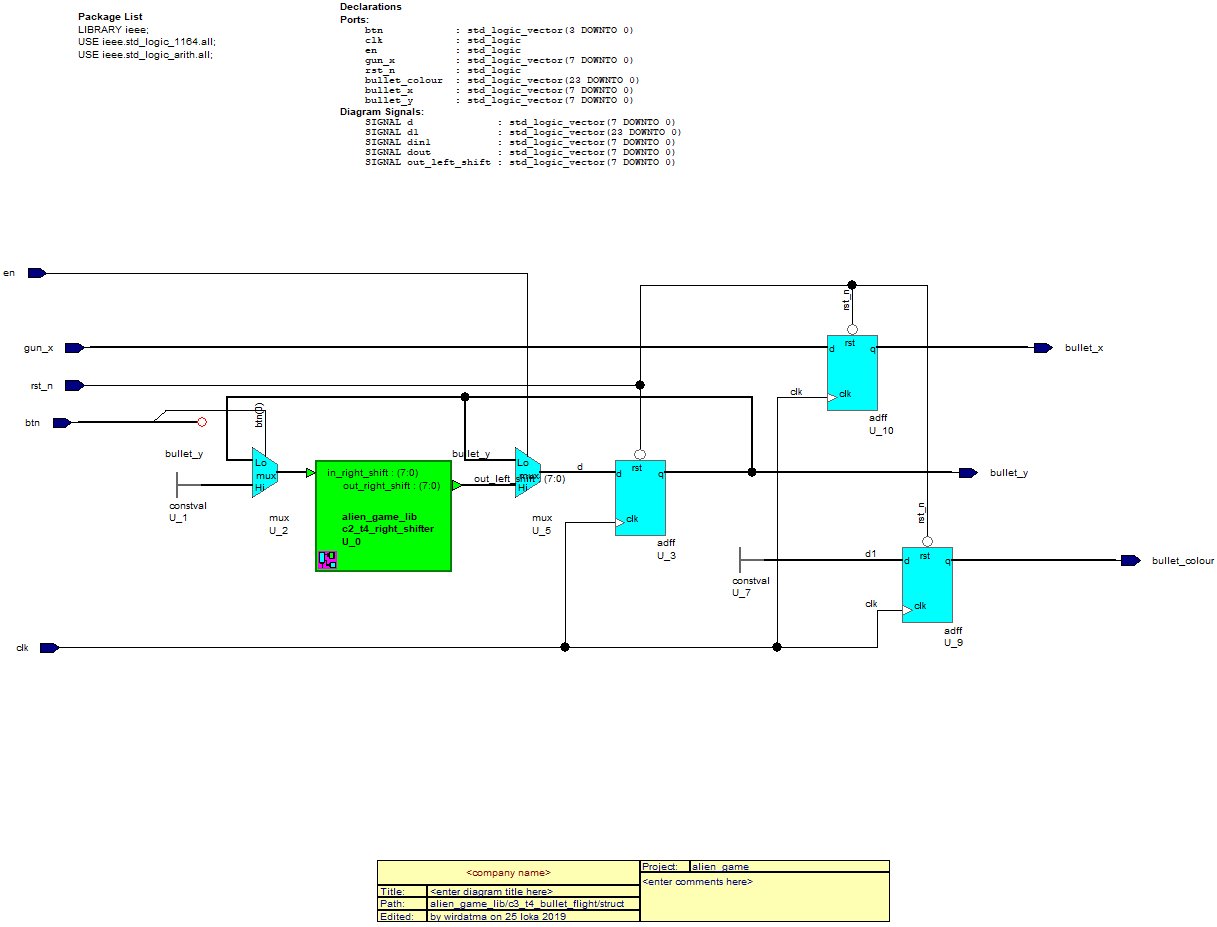 Package List
LIBRARY ieee;
USE ieee.std_logic_1164.all;
USE ieee.std_logic_arith.all;
Declarations
Ports:
btn : std_logic_vector(3 DOWNTO 0)
clk : std_logic
en : std_logic
gun_x : std_logic_vector(7 DOWNTO 0)
rst_n : std_logic
bullet_colour : std_logic_vector(23 DOWNTO 0)
bullet_x : std_logic_vector(7 DOWNTO 0)
bullet_y : std_logic_vector(7 DOWNTO 0)
Diagram Signals:
SIGNAL d : std_logic_vector(7 DOWNTO 0)
SIGNAL d1 : std_logic_vector(23 DOWNTO 0)
SIGNAL din1 : std_logic_vector(7 DOWNTO 0)
SIGNAL dout : std_logic_vector(7 DOWNTO 0)
SIGNAL out_left_shift : std_logic_vector(7 DOWNTO 0)
en
rst_n
rst
gun_x
d
q
bullet_x
rst_n
clk
clk
adff
U_10
btn
btn(0)
bullet_y
Lo
mux
Hi
constval
U_1
mux
U_2
in_right_shift : (7:0)
out_right_shift : (7:0)
alien_game_lib
c2_t4_right_shifter
U_0
bullet_y
Lo
mux
Hi
out_left_shift : (7:0)
mux
U_5
d
rst
d
q
clk
adff
U_3
bullet_y
rst_n
d1
rst
d
q
bullet_colour
constval
U_7
clk
clk
adff
U_9
clk
<company name>
Title: <enter diagram title here>
Path: alien_game_lib/c3_t4_bullet_flight/struct
Edited: by wirdatma on 25 loka 2019
Project: alien_game
<enter comments here>